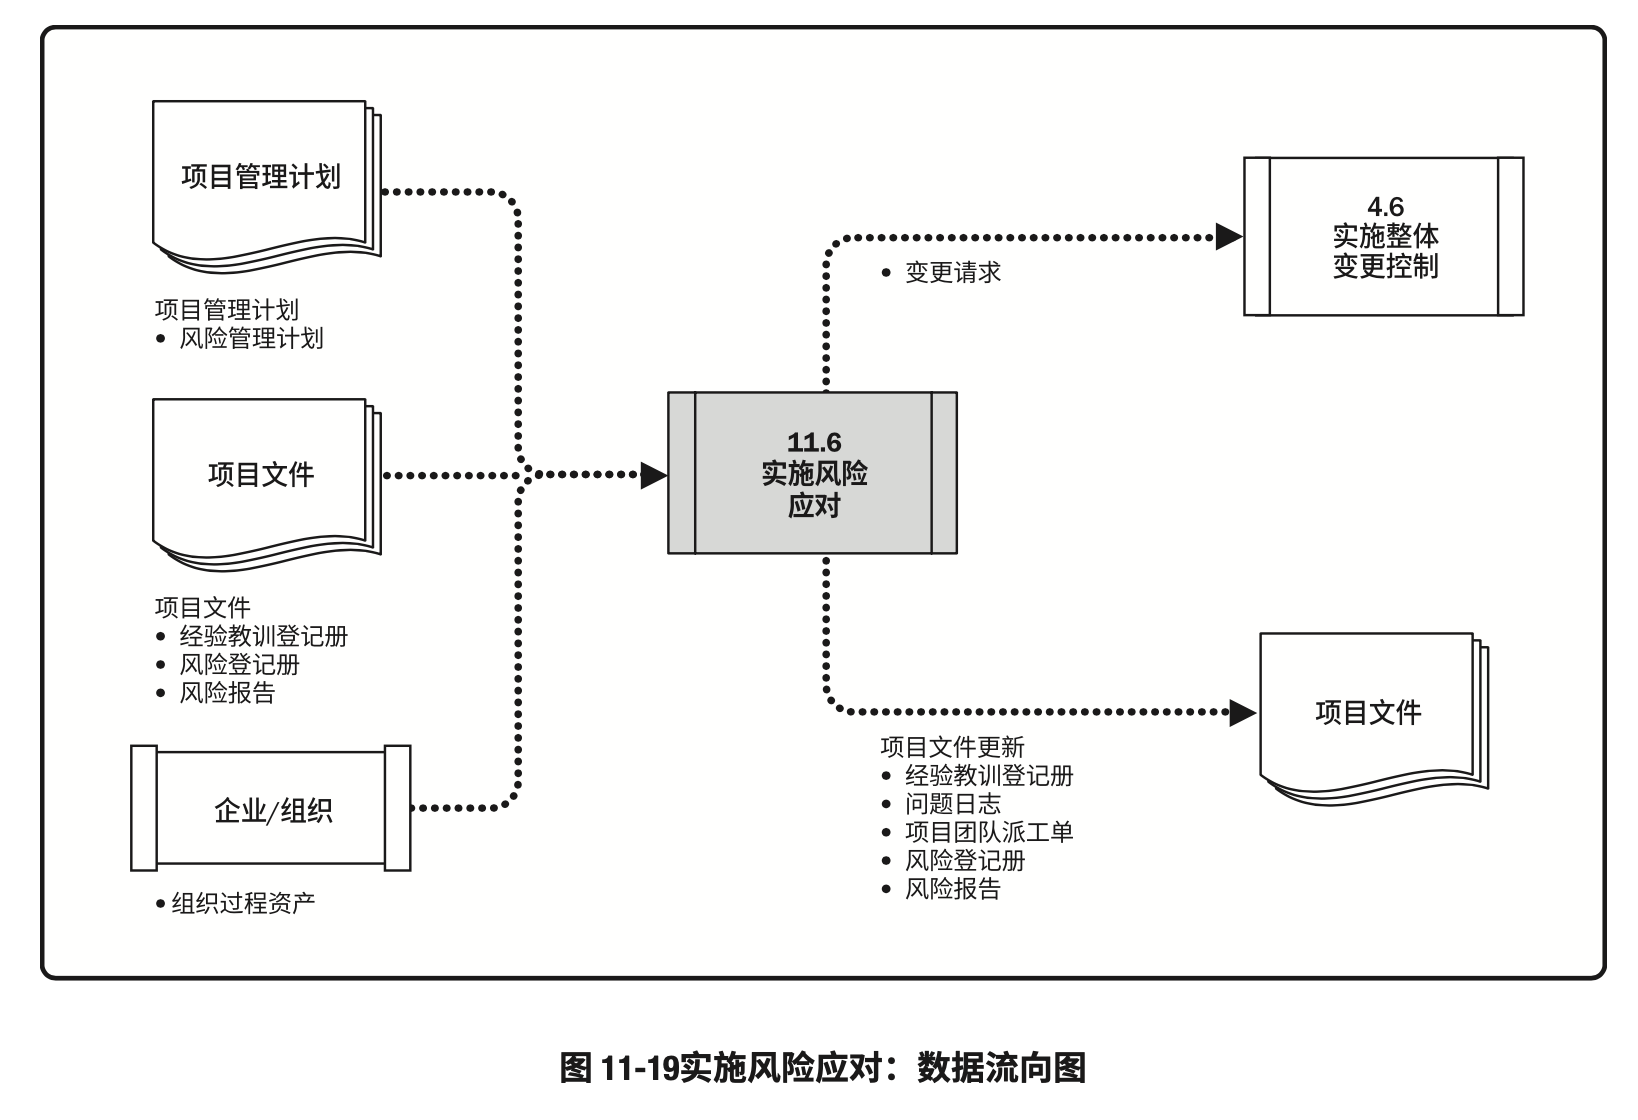 项目管理计划
项目管理计划
• 风险管理计划
项目文件
项目文件
• 经验教训登记册
• 风险登记册
• 风险报告
企业/组织
• 组织过程资产
11.6
实施风险
应对
• 变更请求
4.6
实施整体
变更控制
项目文件更新
• 经验教训登记册
• 问题日志
• 项目团队派工单
• 风险登记册
• 风险报告
项目文件
图 11-19实施风险应对：数据流向图